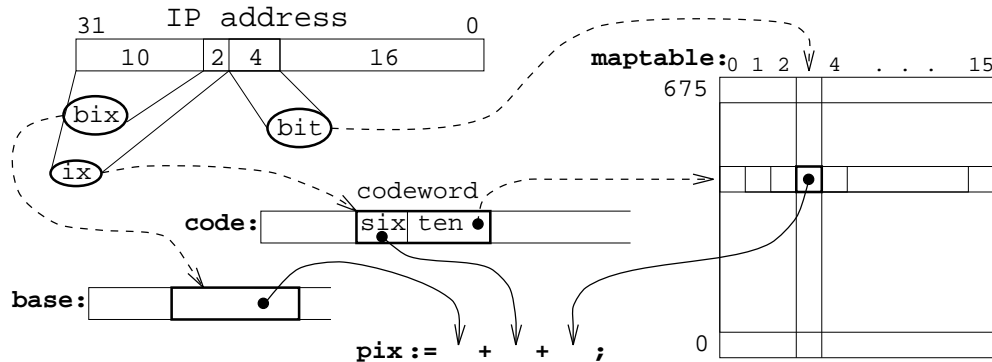 IP address
31 0
10 2 4 16
maptable: 0 1 2 4 . . . 15
675
bix
bit
ix
codeword
code: six ten
base:
0
pix := + + ;